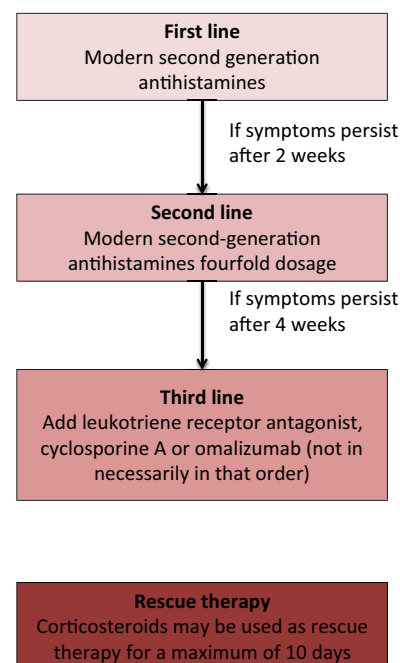 First line
Modern second generation
antihistamines
If symptoms persist
after 2 weeks
Second line
Modern second-generation
antihistamines fourfold dosage
If symptoms persist
after 4 weeks
Third line
Add leukotriene receptor antagonist,
cyclosporine A or omalizumab (not in
necessarily in that order)
Rescue therapy
Corticosteroids may be used as rescue
therapy for a maximum of 10 days